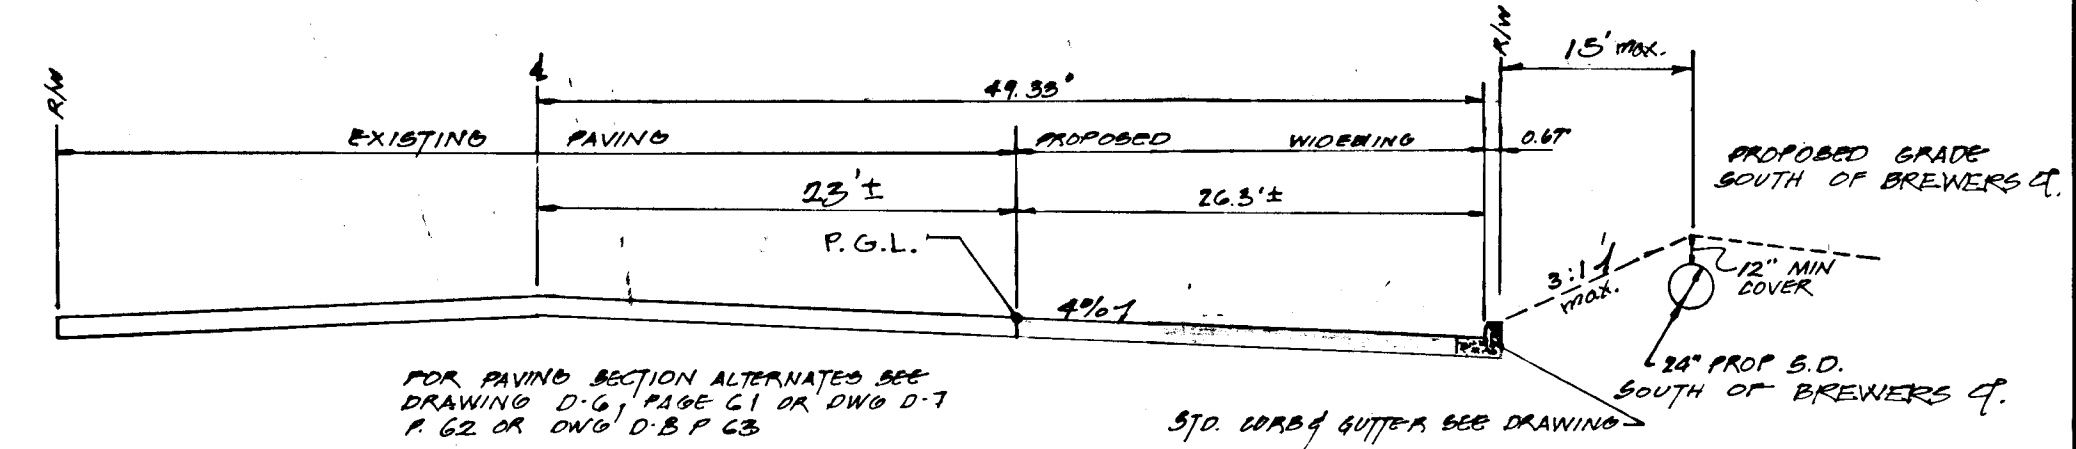 R/W
℄
49.33'
R/W
15' max.
EXISTING PAVING
PROPOSED WIDENING
0.67'
23'±
26.3'±
PROPOSED GRADE
SOUTH OF BREWERS CT.
P.G.L.
4%
3:1
max.
12" MIN
COVER
24" PROP S.D.
SOUTH OF BREWERS CT.
FOR PAVING SECTION ALTERNATES SEE
DRAWING D-6, PAGE 61 OR DWG D-7
P. 62 OR DWG D-8 P 63
STD. CURB & GUTTER SEE DRAWING